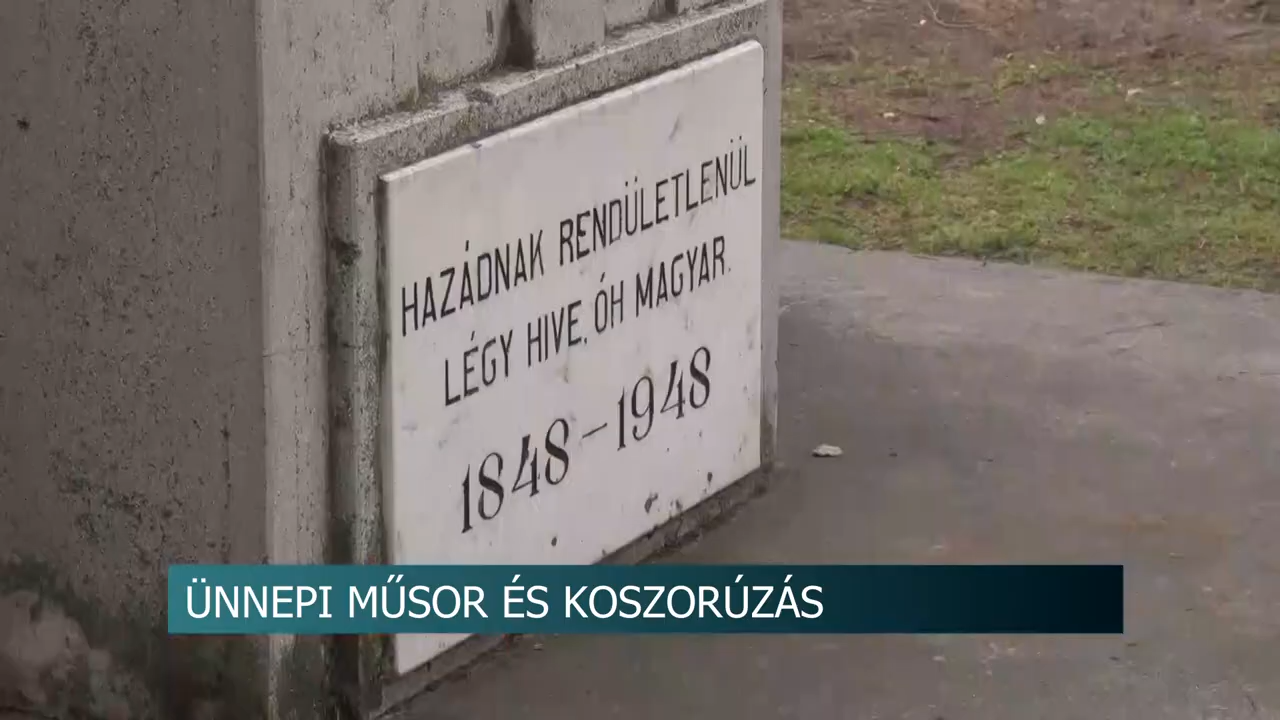 HAZÁDNAK RENDÜLETLENÜL
LÉGY HIVE, ÓH MAGYAR.
1848-1948
ÜNNEPI MŰSOR ÉS KOSZORÚZÁS